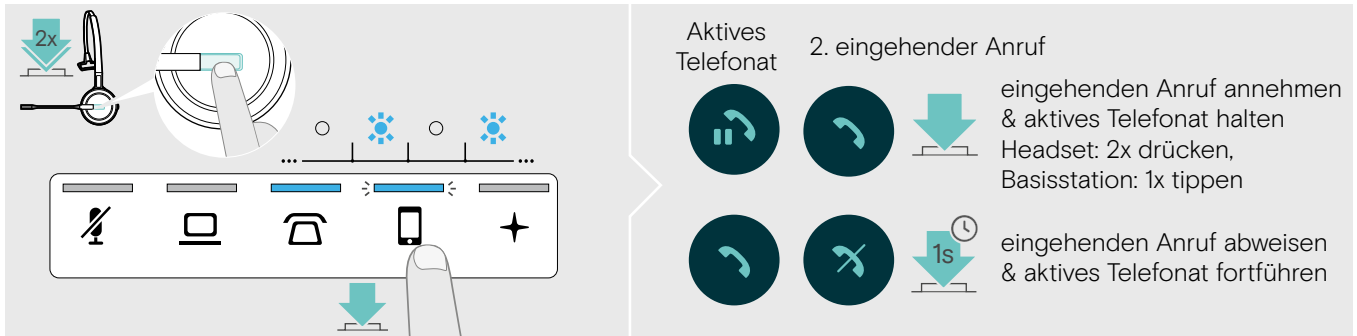 2x
Aktives
Telefonat
2. eingehender Anruf
eingehenden Anruf annehmen
& aktives Telefonat halten
Headset: 2x drücken,
Basisstation: 1x tippen
1s
eingehenden Anruf abweisen
& aktives Telefonat fortführen